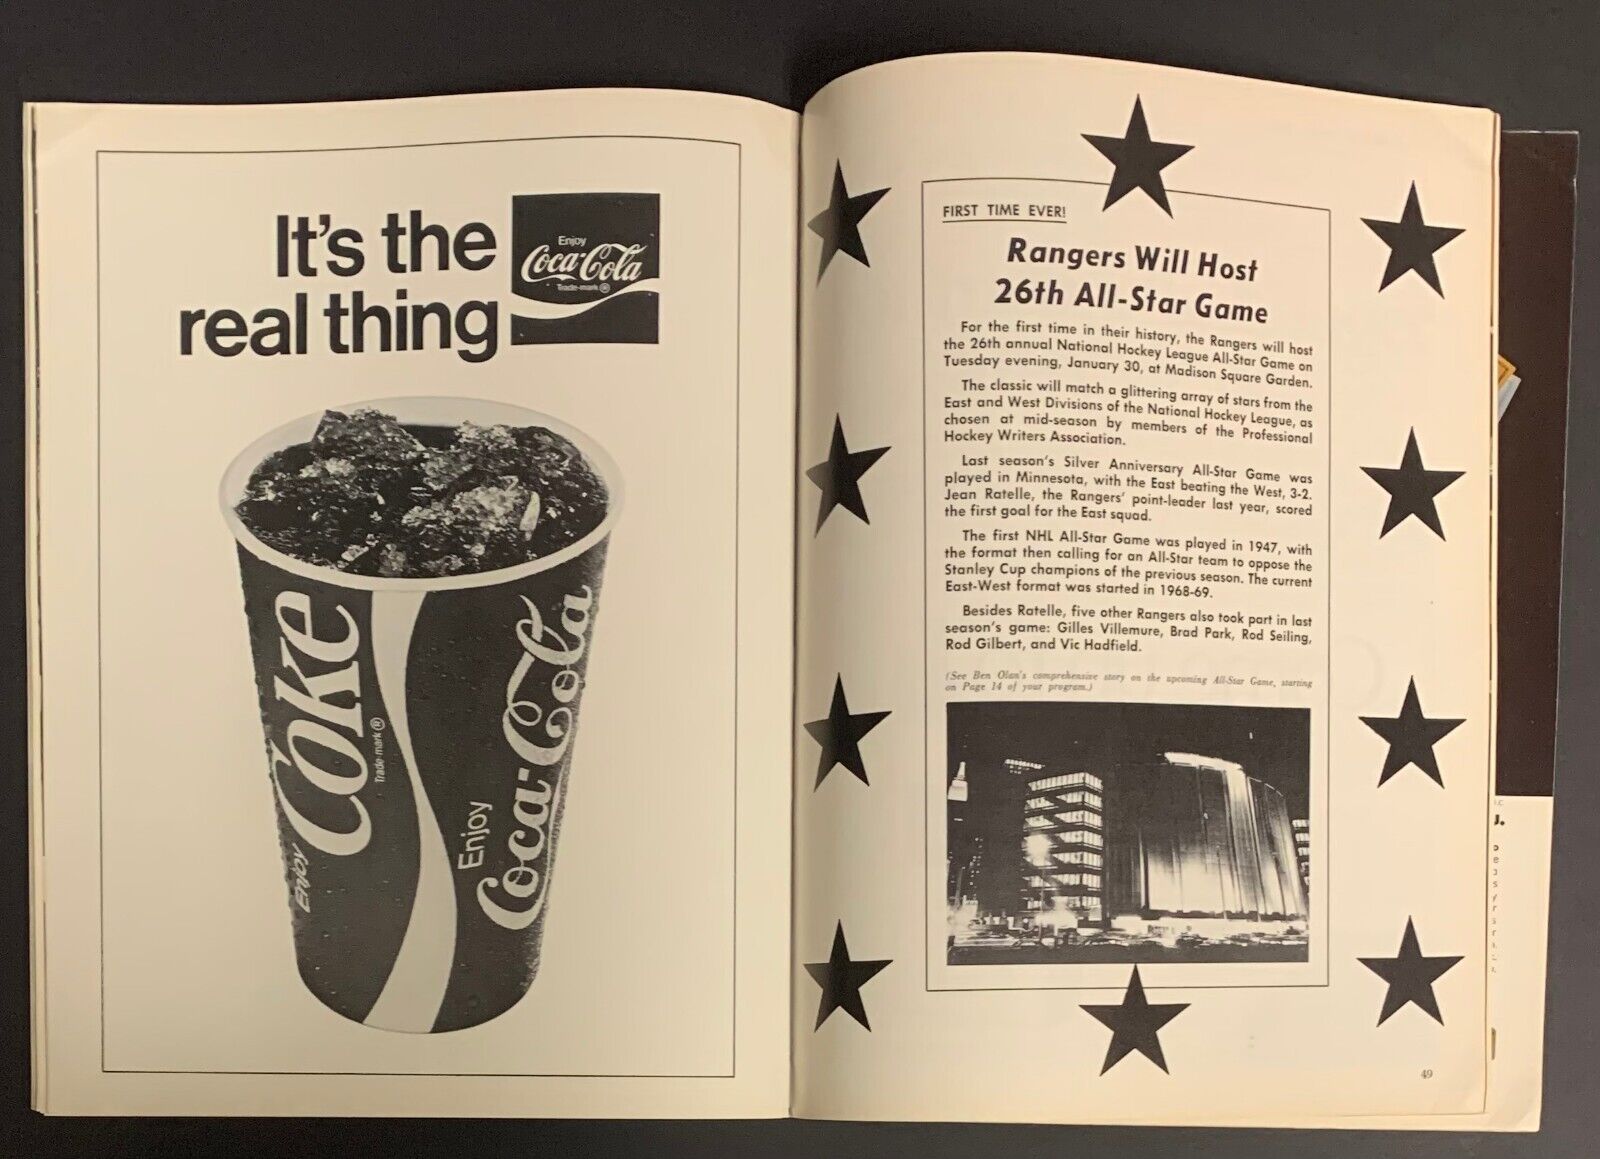 It's the
real thing
Enjoy
Coca-Cola
Trade-mark ®
Enjoy
Coke
Trade-mark ®
Enjoy
Coca-Cola
FIRST TIME EVER!
Rangers Will Host
26th All-Star Game
For the first time in their history, the Rangers will host
the 26th annual National Hockey League All-Star Game on
Tuesday evening, January 30, at Madison Square Garden.
The classic will match a glittering array of stars from the
East and West Divisions of the National Hockey League, as
chosen at mid-season by members of the Professional
Hockey Writers Association.
Last season's Silver Anniversary All-Star Game was
played in Minnesota, with the East beating the West, 3-2.
Jean Ratelle, the Rangers' point-leader last year, scored
the first goal for the East squad.
The first NHL All-Star Game was played in 1947, with
the format then calling for an All-Star team to oppose the
Stanley Cup champions of the previous season. The current
East-West format was started in 1968-69.
Besides Ratelle, five other Rangers also took part in last
season's game: Gilles Villemure, Brad Park, Rod Seiling,
Rod Gilbert, and Vic Hadfield.
(See Ben Olan's comprehensive story on the upcoming All-Star Game, starting
on Page 14 of your program.)
49